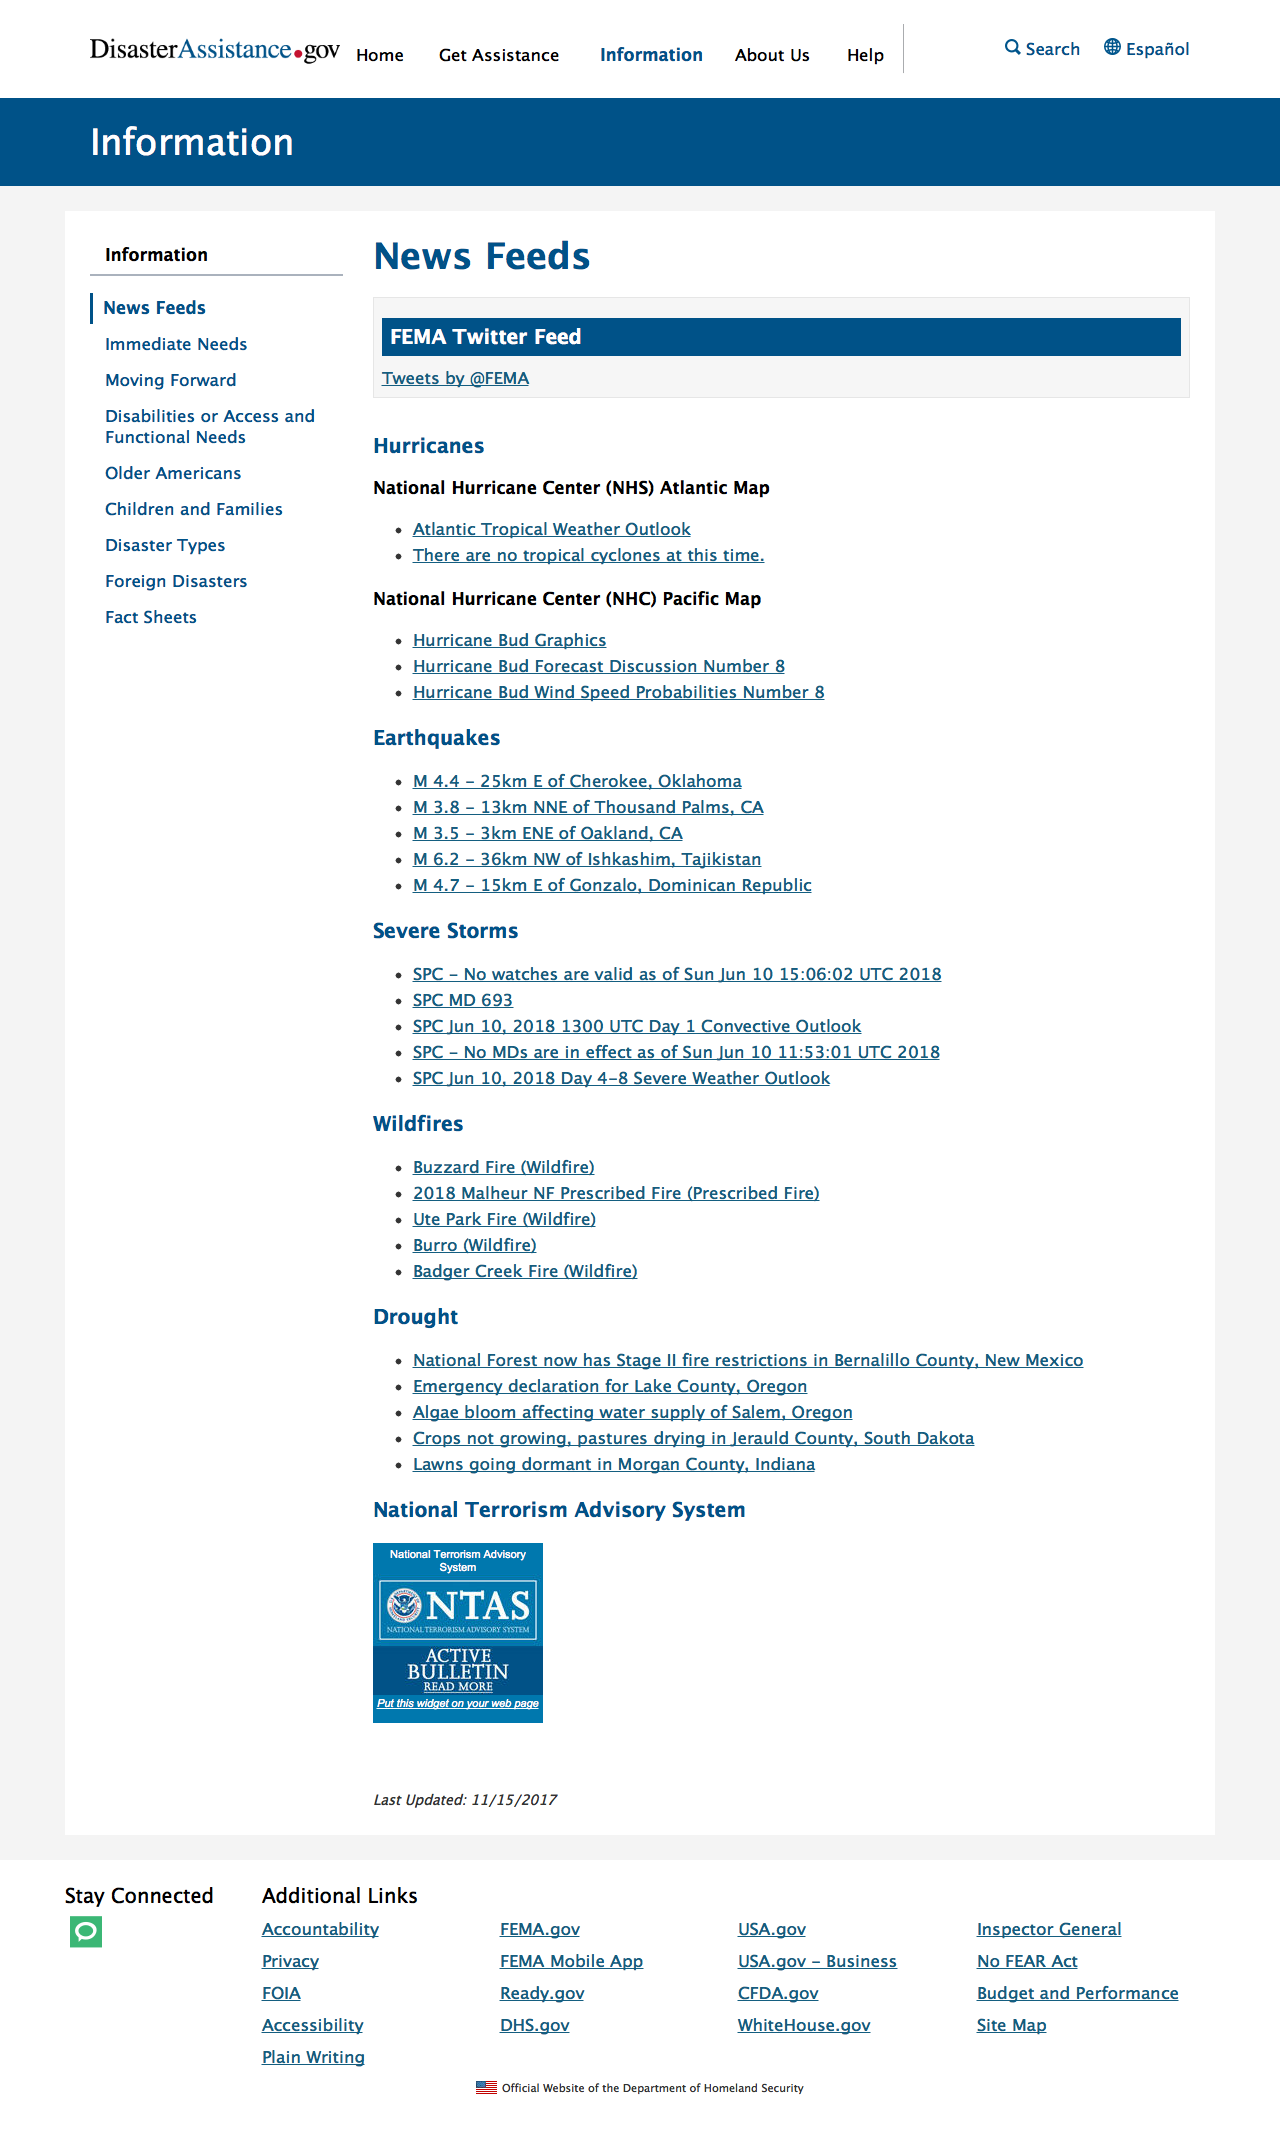 DisasterAssistance.gov
Home
Get Assistance
Information
About Us
Help
Search
Español
Information
Information
News Feeds
Immediate Needs
Moving Forward
Disabilities or Access and
Functional Needs
Older Americans
Children and Families
Disaster Types
Foreign Disasters
Fact Sheets
News Feeds
FEMA Twitter Feed
Tweets by @FEMA
Hurricanes
National Hurricane Center (NHS) Atlantic Map
Atlantic Tropical Weather Outlook
There are no tropical cyclones at this time.
National Hurricane Center (NHC) Pacific Map
Hurricane Bud Graphics
Hurricane Bud Forecast Discussion Number 8
Hurricane Bud Wind Speed Probabilities Number 8
Earthquakes
M 4.4 - 25km E of Cherokee, Oklahoma
M 3.8 - 13km NNE of Thousand Palms, CA
M 3.5 - 3km ENE of Oakland, CA
M 6.2 - 36km NW of Ishkashim, Tajikistan
M 4.7 - 15km E of Gonzalo, Dominican Republic
Severe Storms
SPC - No watches are valid as of Sun Jun 10 15:06:02 UTC 2018
SPC MD 693
SPC Jun 10, 2018 1300 UTC Day 1 Convective Outlook
SPC - No MDs are in effect as of Sun Jun 10 11:53:01 UTC 2018
SPC Jun 10, 2018 Day 4-8 Severe Weather Outlook
Wildfires
Buzzard Fire (Wildfire)
2018 Malheur NF Prescribed Fire (Prescribed Fire)
Ute Park Fire (Wildfire)
Burro (Wildfire)
Badger Creek Fire (Wildfire)
Drought
National Forest now has Stage II fire restrictions in Bernalillo County, New Mexico
Emergency declaration for Lake County, Oregon
Algae bloom affecting water supply of Salem, Oregon
Crops not growing, pastures drying in Jerauld County, South Dakota
Lawns going dormant in Morgan County, Indiana
National Terrorism Advisory System
National Terrorism Advisory
System
NTAS
NATIONAL TERRORISM ADVISORY SYSTEM
ACTIVE
BULLETIN
READ MORE
Put this widget on your web page
Last Updated: 11/15/2017
Stay Connected
Additional Links
Accountability
Privacy
FOIA
Accessibility
Plain Writing
FEMA.gov
FEMA Mobile App
Ready.gov
DHS.gov
USA.gov
USA.gov - Business
CFDA.gov
WhiteHouse.gov
Inspector General
No FEAR Act
Budget and Performance
Site Map
Official Website of the Department of Homeland Security